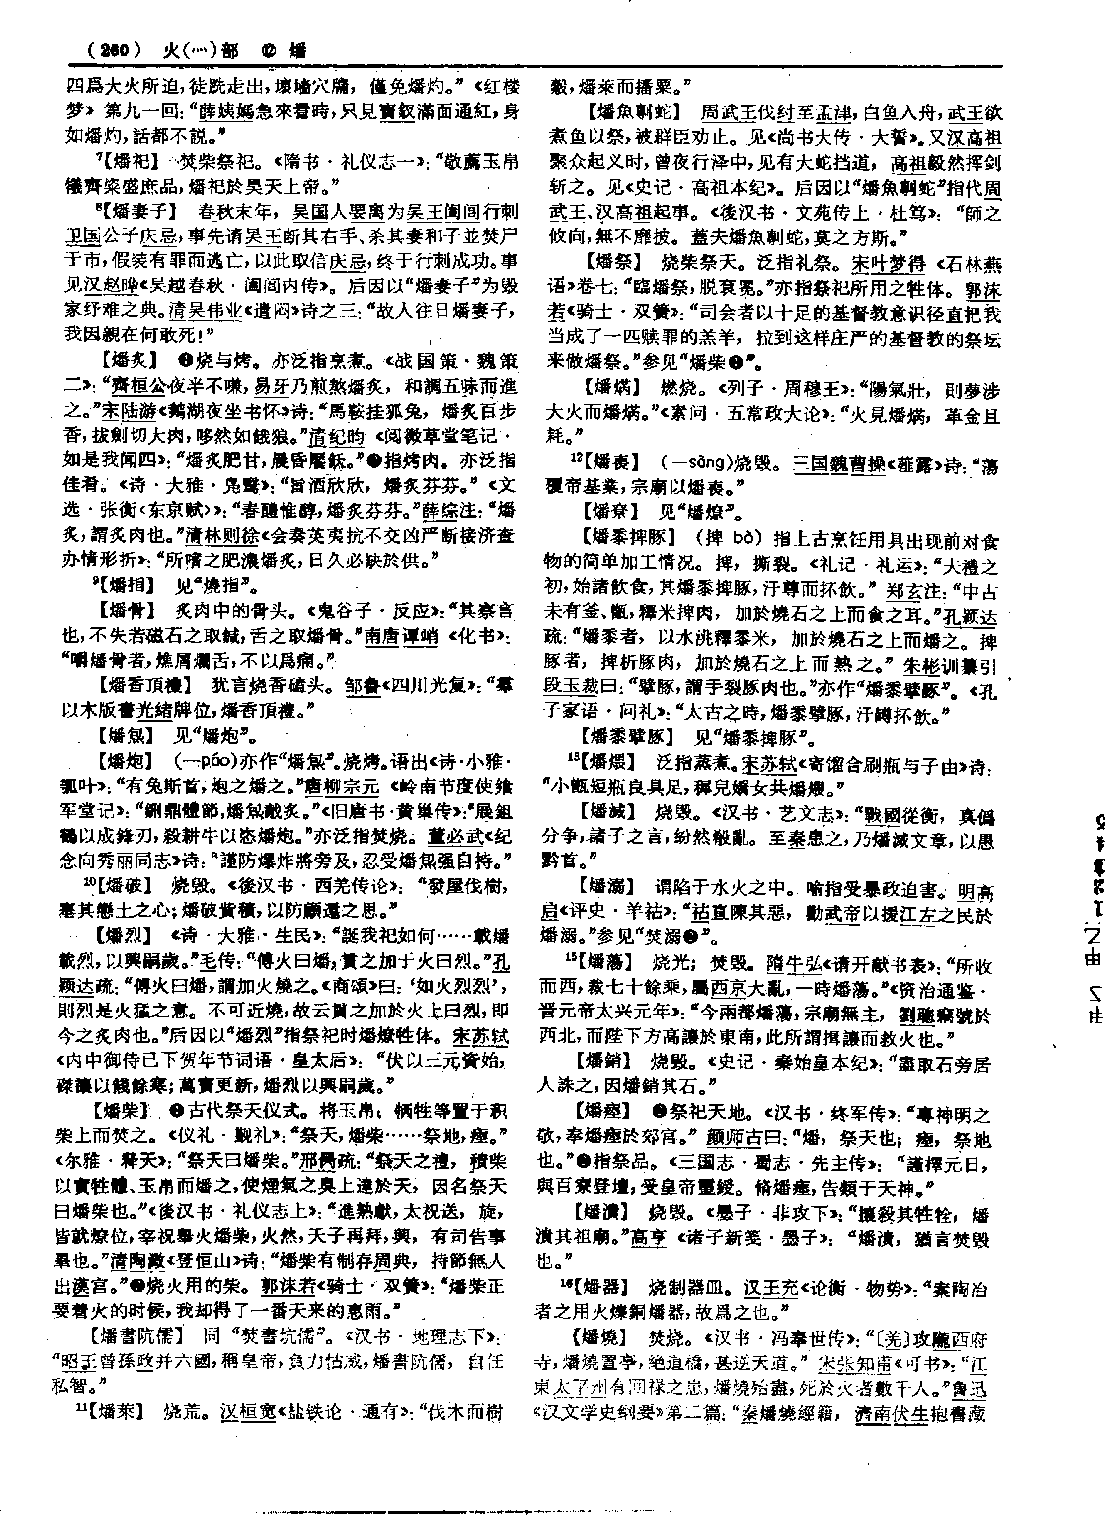 (260) 火(灬)部 ⑫ 燔
四爲大火所迫，徒跣走出，壞墻穴牖，僅免燔灼。”《红楼
梦》第九一回：“薛姨媽急來看時，只見寶釵滿面通紅，身
如燔灼，話都不説。”
⁷【燔祀】 焚柴祭祀。《隋书·礼仪志一》：“敬薦玉帛
犧齊粢盛庶品，燔祀於昊天上帝。”
⁸【燔妻子】 春秋末年，吴国人要离为吴王阖闾行刺
卫国公子庆忌，事先请吴王断其右手、杀其妻和子並焚尸
于市，假装有罪而逃亡，以此取信庆忌，终于行刺成功。事
见汉赵晔《吴越春秋·阖闾内传》。后因以“燔妻子”为毁
家纾难之典。清吴伟业《遣闷》诗之三：“故人往日燔妻子，
我因親在何敢死！”
【燔炙】 ❶烧与烤。亦泛指烹煮。《战国策·魏策
二》：“齊桓公夜半不嗛，易牙乃煎熬燔炙，和調五味而進
之。”宋陆游《鹅湖夜坐书怀》诗：“馬鞍挂狐兔，燔炙百步
香，拔劍切大肉，哆然如餓狼。”清纪昀《阅微草堂笔记·
如是我闻四》：“燔炙肥甘，晨昏饜飫。”❷指烤肉。亦泛指
佳肴。《诗·大雅·凫鹥》：“旨酒欣欣，燔炙芬芬。”《文
选·张衡〈东京赋〉》：“春醴惟醇，燔炙芬芬。”薛综注：“燔
炙，謂炙肉也。”清林则徐《会奏英夷抗不交凶严断接济查
办情形折》：“所嗜之肥濃燔炙，日久必缺於供。”
⁹【燔指】 见“燒指”。
【燔骨】 炙肉中的骨头。《鬼谷子·反应》：“其察言
也，不失若磁石之取鍼，舌之取燔骨。”南唐谭峭《化书》：
“嚼燔骨者，燋脣爛舌，不以爲痛。”
【燔香頂禮】 犹言烧香磕头。邹鲁《四川光复》：“羣
以木版書光緒牌位，燔香頂禮。”
【燔炰】 见“燔炮”。
【燔炮】 (—páo)亦作“燔炰”。烧烤。语出《诗·小雅·
瓠叶》：“有兔斯首，炮之燔之。”唐柳宗元《岭南节度使飨
军堂记》：“鉶鼎體節，燔炰胾炙。”《旧唐书·黄巢传》：“展鉏
鶴以成鋒刃，殺耕牛以恣燔炮。”亦泛指焚烧。董必武《纪
念向秀丽同志》诗：“謹防爆炸將旁及，忍受燔炰强自持。”
¹⁰【燔破】 烧毁。《後汉书·西羌传论》：“發屋伐樹，
塞其戀土之心；燔破貲積，以防顧還之思。”
【燔烈】 《诗·大雅·生民》：“誕我祀如何……載燔
載烈，以興嗣歲。”毛传：“傅火曰燔，貫之加于火曰烈。”孔
颖达疏：“傅火曰燔，謂加火燒之。《商頌》曰：‘如火烈烈’，
則烈是火猛之意。不可近燒，故云貫之加於火上曰烈，即
今之炙肉也。”后因以“燔烈”指祭祀时燔燎牲体。宋苏轼
《内中御侍已下贺年节词语·皇太后》：“伏以三元資始，
磔禳以餞餘寒；萬寶更新，燔烈以興嗣歲。”
【燔柴】 ❶古代祭天仪式。将玉帛、牺牲等置于积
柴上而焚之。《仪礼·觐礼》：“祭天，燔柴……祭地，瘞。”
《尔雅·释天》：“祭天曰燔柴。”邢昺疏：“祭天之禮，積柴
以實牲體、玉帛而燔之，使煙氣之臭上達於天，因名祭天
曰燔柴也。”《後汉书·礼仪志上》：“進熟獻，太祝送，旋，
皆就燎位，宰祝舉火燔柴，火然，天子再拜，興，有司告事
畢也。”清陶澂《登恒山》诗：“燔柴有制存周典，持節無人
出漢宫。”❷烧火用的柴。郭沫若《骑士·双簧》：“燔柴正
要着火的时候，我却得了一番天来的惠雨。”
【燔書阬儒】 同“焚書坑儒”。《汉书·地理志下》：
“昭王曾孫政并六國，稱皇帝，負力怙威，燔書阬儒，自任
私智。”
¹¹【燔萊】 烧荒。汉桓宽《盐铁论·通有》：“伐木而樹
穀，燔萊而播粟。”
【燔魚剸蛇】 周武王伐纣至孟津，白鱼入舟，武王欲
煮鱼以祭，被群臣劝止。见《尚书大传·大誓》。又汉高祖
聚众起义时，曾夜行泽中，见有大蛇挡道，高祖毅然挥剑
斩之。见《史记·高祖本纪》。后因以“燔魚剸蛇”指代周
武王、汉高祖起事。《後汉书·文苑传上·杜笃》：“師之
攸向，無不靡披。蓋夫燔魚剸蛇，莫之方斯。”
【燔祭】 烧柴祭天。泛指礼祭。宋叶梦得《石林燕
语》卷七：“臨燔祭，脱衮冕。”亦指祭祀所用之牲体。郭沫
若《骑士·双簧》：“司会者以十足的基督教意识径直把我
当成了一匹赎罪的羔羊，拉到这样庄严的基督教的祭坛
来做燔祭。”参见“燔柴❶”。
【燔焫】 燃烧。《列子·周穆王》：“陽氣壯，則夢涉
大火而燔焫。”《素问·五常政大论》：“火見燔焫，革金且
耗。”
¹²【燔喪】 (—sàng)烧毁。三国魏曹操《薤露》诗：“蕩
覆帝基業，宗廟以燔喪。”
【燔尞】 见“燔燎”。
【燔黍捭豚】 (捭 bò) 指上古烹饪用具出现前对食
物的简单加工情况。捭，撕裂。《礼记·礼运》：“夫禮之
初，始諸飲食，其燔黍捭豚，汙尊而抔飲。”郑玄注：“中古
未有釜、甑，釋米捭肉，加於燒石之上而食之耳。”孔颖达
疏：“燔黍者，以水洮釋黍米，加於燒石之上而燔之。捭
豚者，捭析豚肉，加於燒石之上而熟之。”朱彬训纂引
段玉裁曰：“擘豚，謂手裂豚肉也。”亦作“燔黍擘豚”。《孔
子家语·问礼》：“太古之時，燔黍擘豚，汙罇抔飲。”
【燔黍擘豚】 见“燔黍捭豚”。
¹³【燔煨】 泛指蒸煮。宋苏轼《寄馏合刷瓶与子由》诗：
“小甑短瓶良具足，穉兒嬌女共燔煨。”
【燔滅】 烧毁。《汉书·艺文志》：“戰國從衡，真僞
分争，諸子之言，紛然殽亂。至秦患之，乃燔滅文章，以愚
黔首。”
【燔溺】 谓陷于水火之中。喻指受暴政迫害。明高
启《评史·羊祜》：“祜直陳其惡，勸武帝以援江左之民於
燔溺。”参见“焚溺❷”。
¹⁵【燔蕩】 烧光；焚毁。隋牛弘《请开献书表》：“所收
而西，裁七十餘乘，屬西京大亂，一時燔蕩。”《资治通鉴·
晋元帝太兴元年》：“今兩都燔蕩，宗廟無主，劉聰竊號於
西北，而陛下方高讓於東南，此所謂揖讓而救火也。”
【燔銷】 烧毁。《史记·秦始皇本纪》：“盡取石旁居
人誅之，因燔銷其石。”
【燔瘞】 ❶祭祀天地。《汉书·终军传》：“專神明之
敬，奉燔瘞於郊宫。”颜师古曰：“燔，祭天也；瘞，祭地
也。”❷指祭品。《三国志·蜀志·先主传》：“謹擇元日，
與百寮登壇，受皇帝璽綬。脩燔瘞，告類于天神。”
【燔潰】 烧毁。《墨子·非攻下》：“攘殺其牲牷，燔
潰其祖廟。”高亨《诸子新笺·墨子》：“燔潰，猶言焚毁
也。”
¹⁶【燔器】 烧制器皿。汉王充《论衡·物势》：“案陶冶
者之用火爍銅燔器，故爲之也。”
【燔燒】 焚烧。《汉书·冯奉世传》：“〔羌〕攻隴西府
寺，燔燒置亭，絶道橋，甚逆天道。”宋张知甫《可书》：“江
東太平州有回禄之患，燔燒殆盡，死於火者數千人。”鲁迅
《汉文学史纲要》第二篇：“秦燔燒經籍，濟南伏生抱書藏